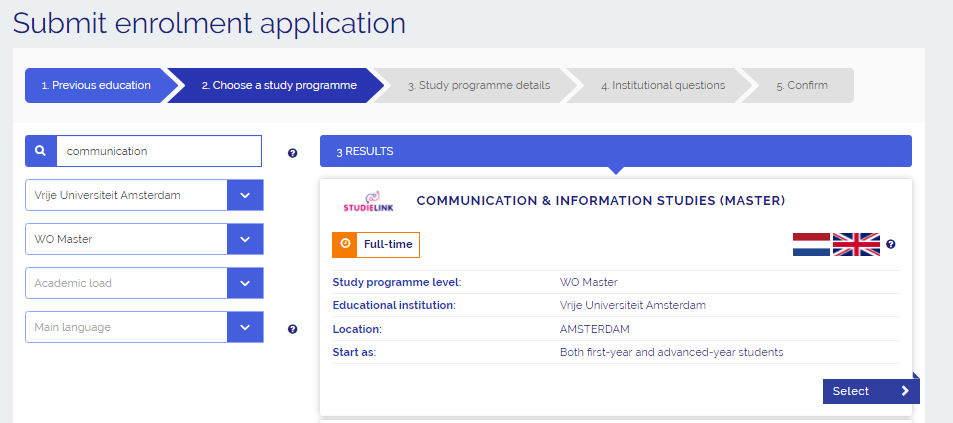 Submit enrolment application
1. Previous education
2. Choose a study programme
3. Study programme details
4. Institutional questions
5. Confirm
communication
3 RESULTS
Vrije Universiteit Amsterdam
STUDIELINK
COMMUNICATION & INFORMATION STUDIES (MASTER)
WO Master
Full-time
Academic load
Study programme level: WO Master
Educational institution: Vrije Universiteit Amsterdam
Main language
Location: AMSTERDAM
Start as: Both first-year and advanced-year students
Select